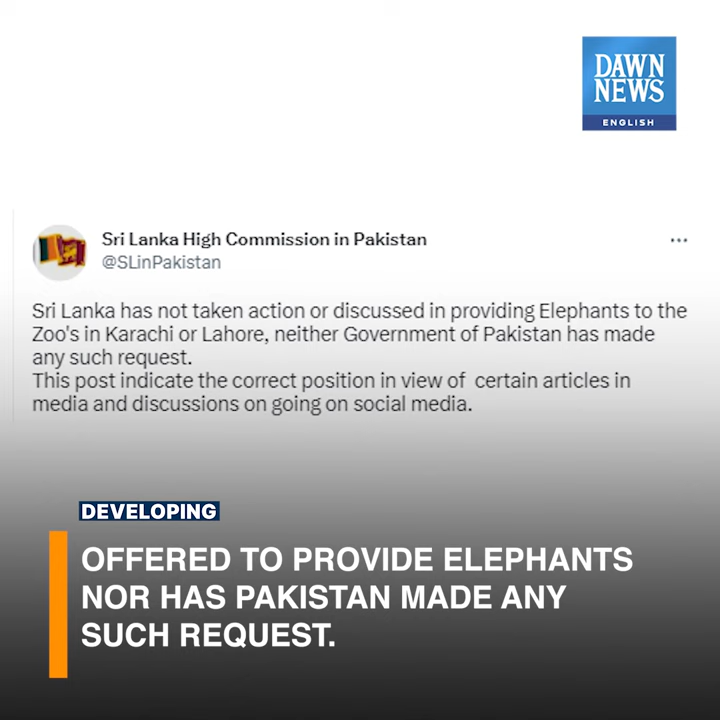 DAWN
NEWS
ENGLISH
Sri Lanka High Commission in Pakistan
@SLinPakistan
Sri Lanka has not taken action or discussed in providing Elephants to the
Zoo's in Karachi or Lahore, neither Government of Pakistan has made
any such request.
This post indicate the correct position in view of certain articles in
media and discussions on going on social media.
DEVELOPING
OFFERED TO PROVIDE ELEPHANTS
NOR HAS PAKISTAN MADE ANY
SUCH REQUEST.